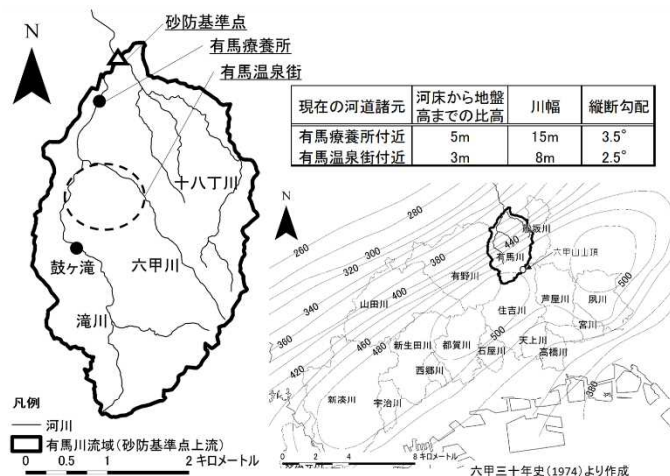 砂防基準点
有馬療養所
有馬温泉街
N
十八丁川
六甲川
鼓ヶ滝
滝川
凡例
河川
有馬川流域(砂防基準点上流)
0 0.5 1 2 キロメートル
現在の河道諸元 河床から地盤高までの比高 川幅 縦断勾配
有馬療養所付近 5m 15m 3.5°
有馬温泉街付近 3m 8m 2.5°
N
260
280
300
320
340
360
380
400
420
440
460
480
500
500
380
有馬川
六甲山山頂
有野川
山田川
住吉川
芦屋川
夙川
宮川
新生田川
都賀川
石屋川
天上川
高橋川
西郷川
新湊川
宇治川
0 2 4 8 キロメートル
六甲三十年史(1974)より作成